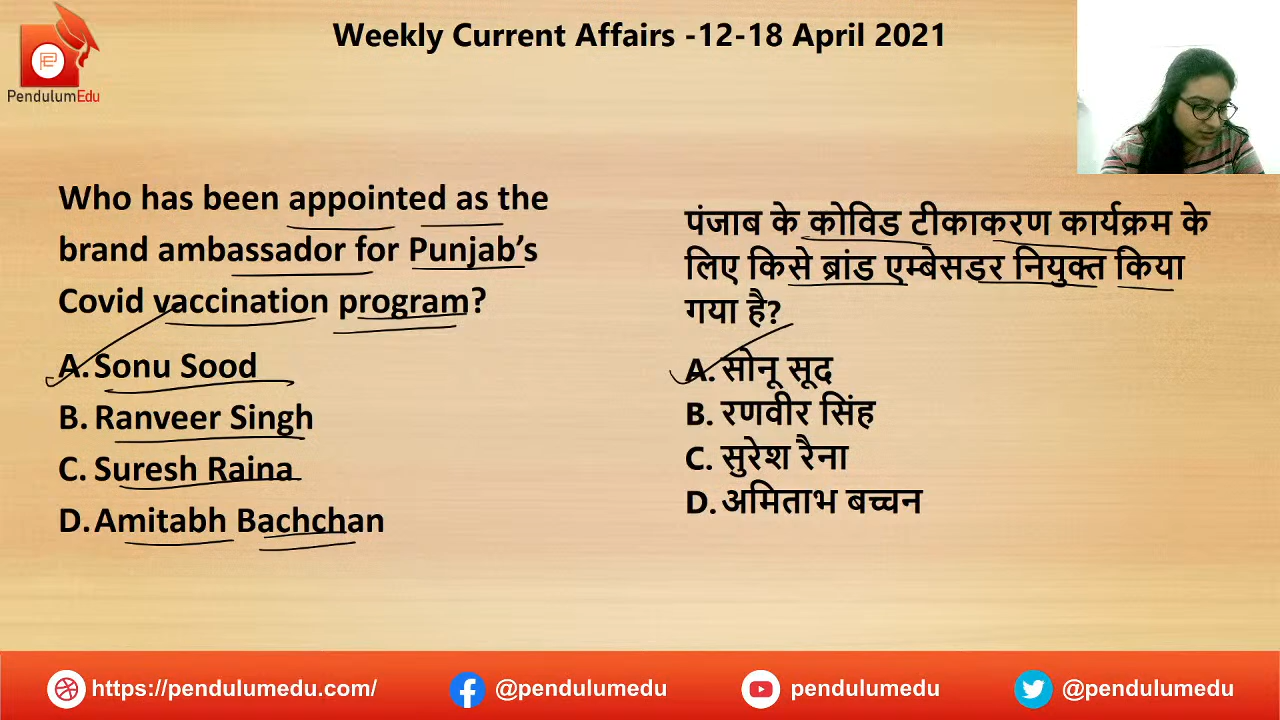 Weekly Current Affairs -12-18 April 2021
PendulumEdu
Who has been appointed as the
brand ambassador for Punjab’s
Covid vaccination program?
A. Sonu Sood
B. Ranveer Singh
C. Suresh Raina
D. Amitabh Bachchan
पंजाब के कोविड टीकाकरण कार्यक्रम के
लिए किसे ब्रांड एम्बेसडर नियुक्त किया
गया है?
A. सोनू सूद
B. रणवीर सिंह
C. सुरेश रैना
D. अमिताभ बच्चन
https://pendulumedu.com/
@pendulumedu
pendulumedu
@pendulumedu